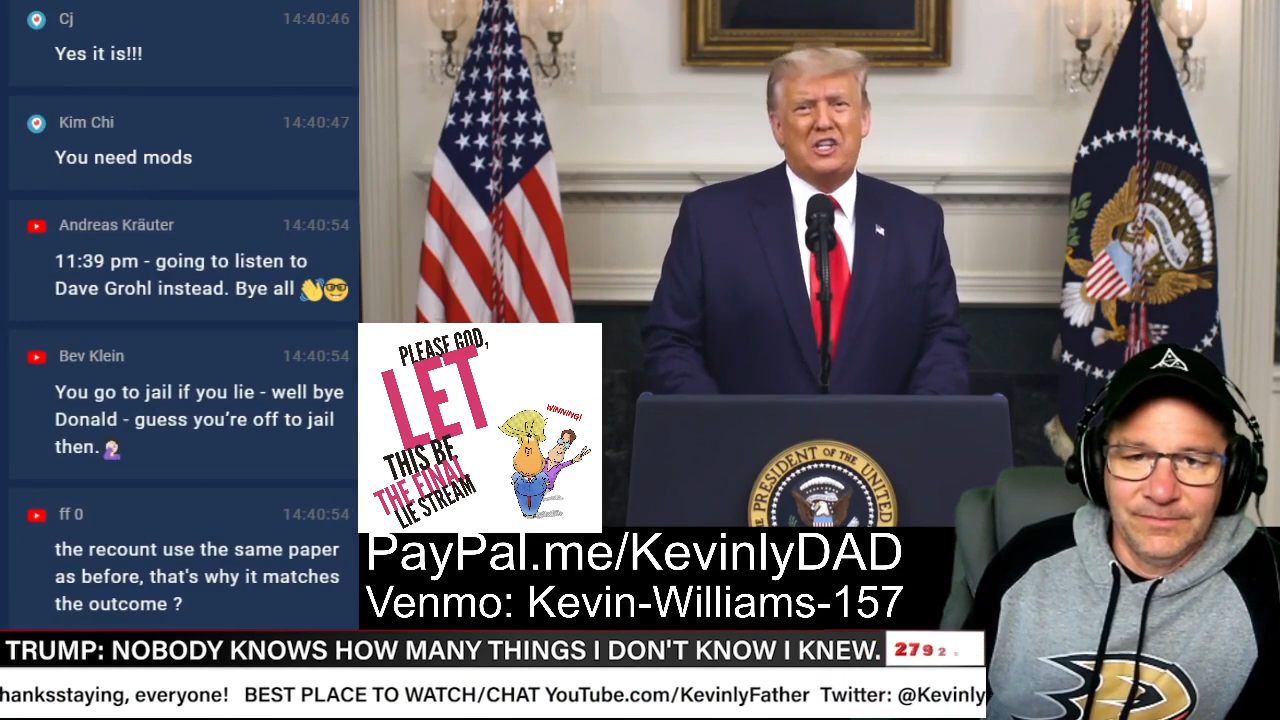 Cj 14:40:46
Yes it is!!!
Kim Chi 14:40:47
You need mods
Andreas Kräuter 14:40:54
11:39 pm - going to listen to
Dave Grohl instead. Bye all 👋🤓
Bev Klein 14:40:54
You go to jail if you lie - well bye
Donald - guess you’re off to jail
then. 🤦🏻‍♀️
ff 0 14:40:54
the recount use the same paper
as before, that's why it matches
the outcome ?
PLEASE GOD,
LET
THIS BE
THE FINAL
LIE STREAM
WINNING!
PRESIDENT OF THE UNITED
PayPal.me/KevinlyDAD
Venmo: Kevin-Williams-157
TRUMP: NOBODY KNOWS HOW MANY THINGS I DON'T KNOW I KNEW.
hanksstaying, everyone! BEST PLACE TO WATCH/CHAT YouTube.com/KevinlyFather Twitter: @Kevinly